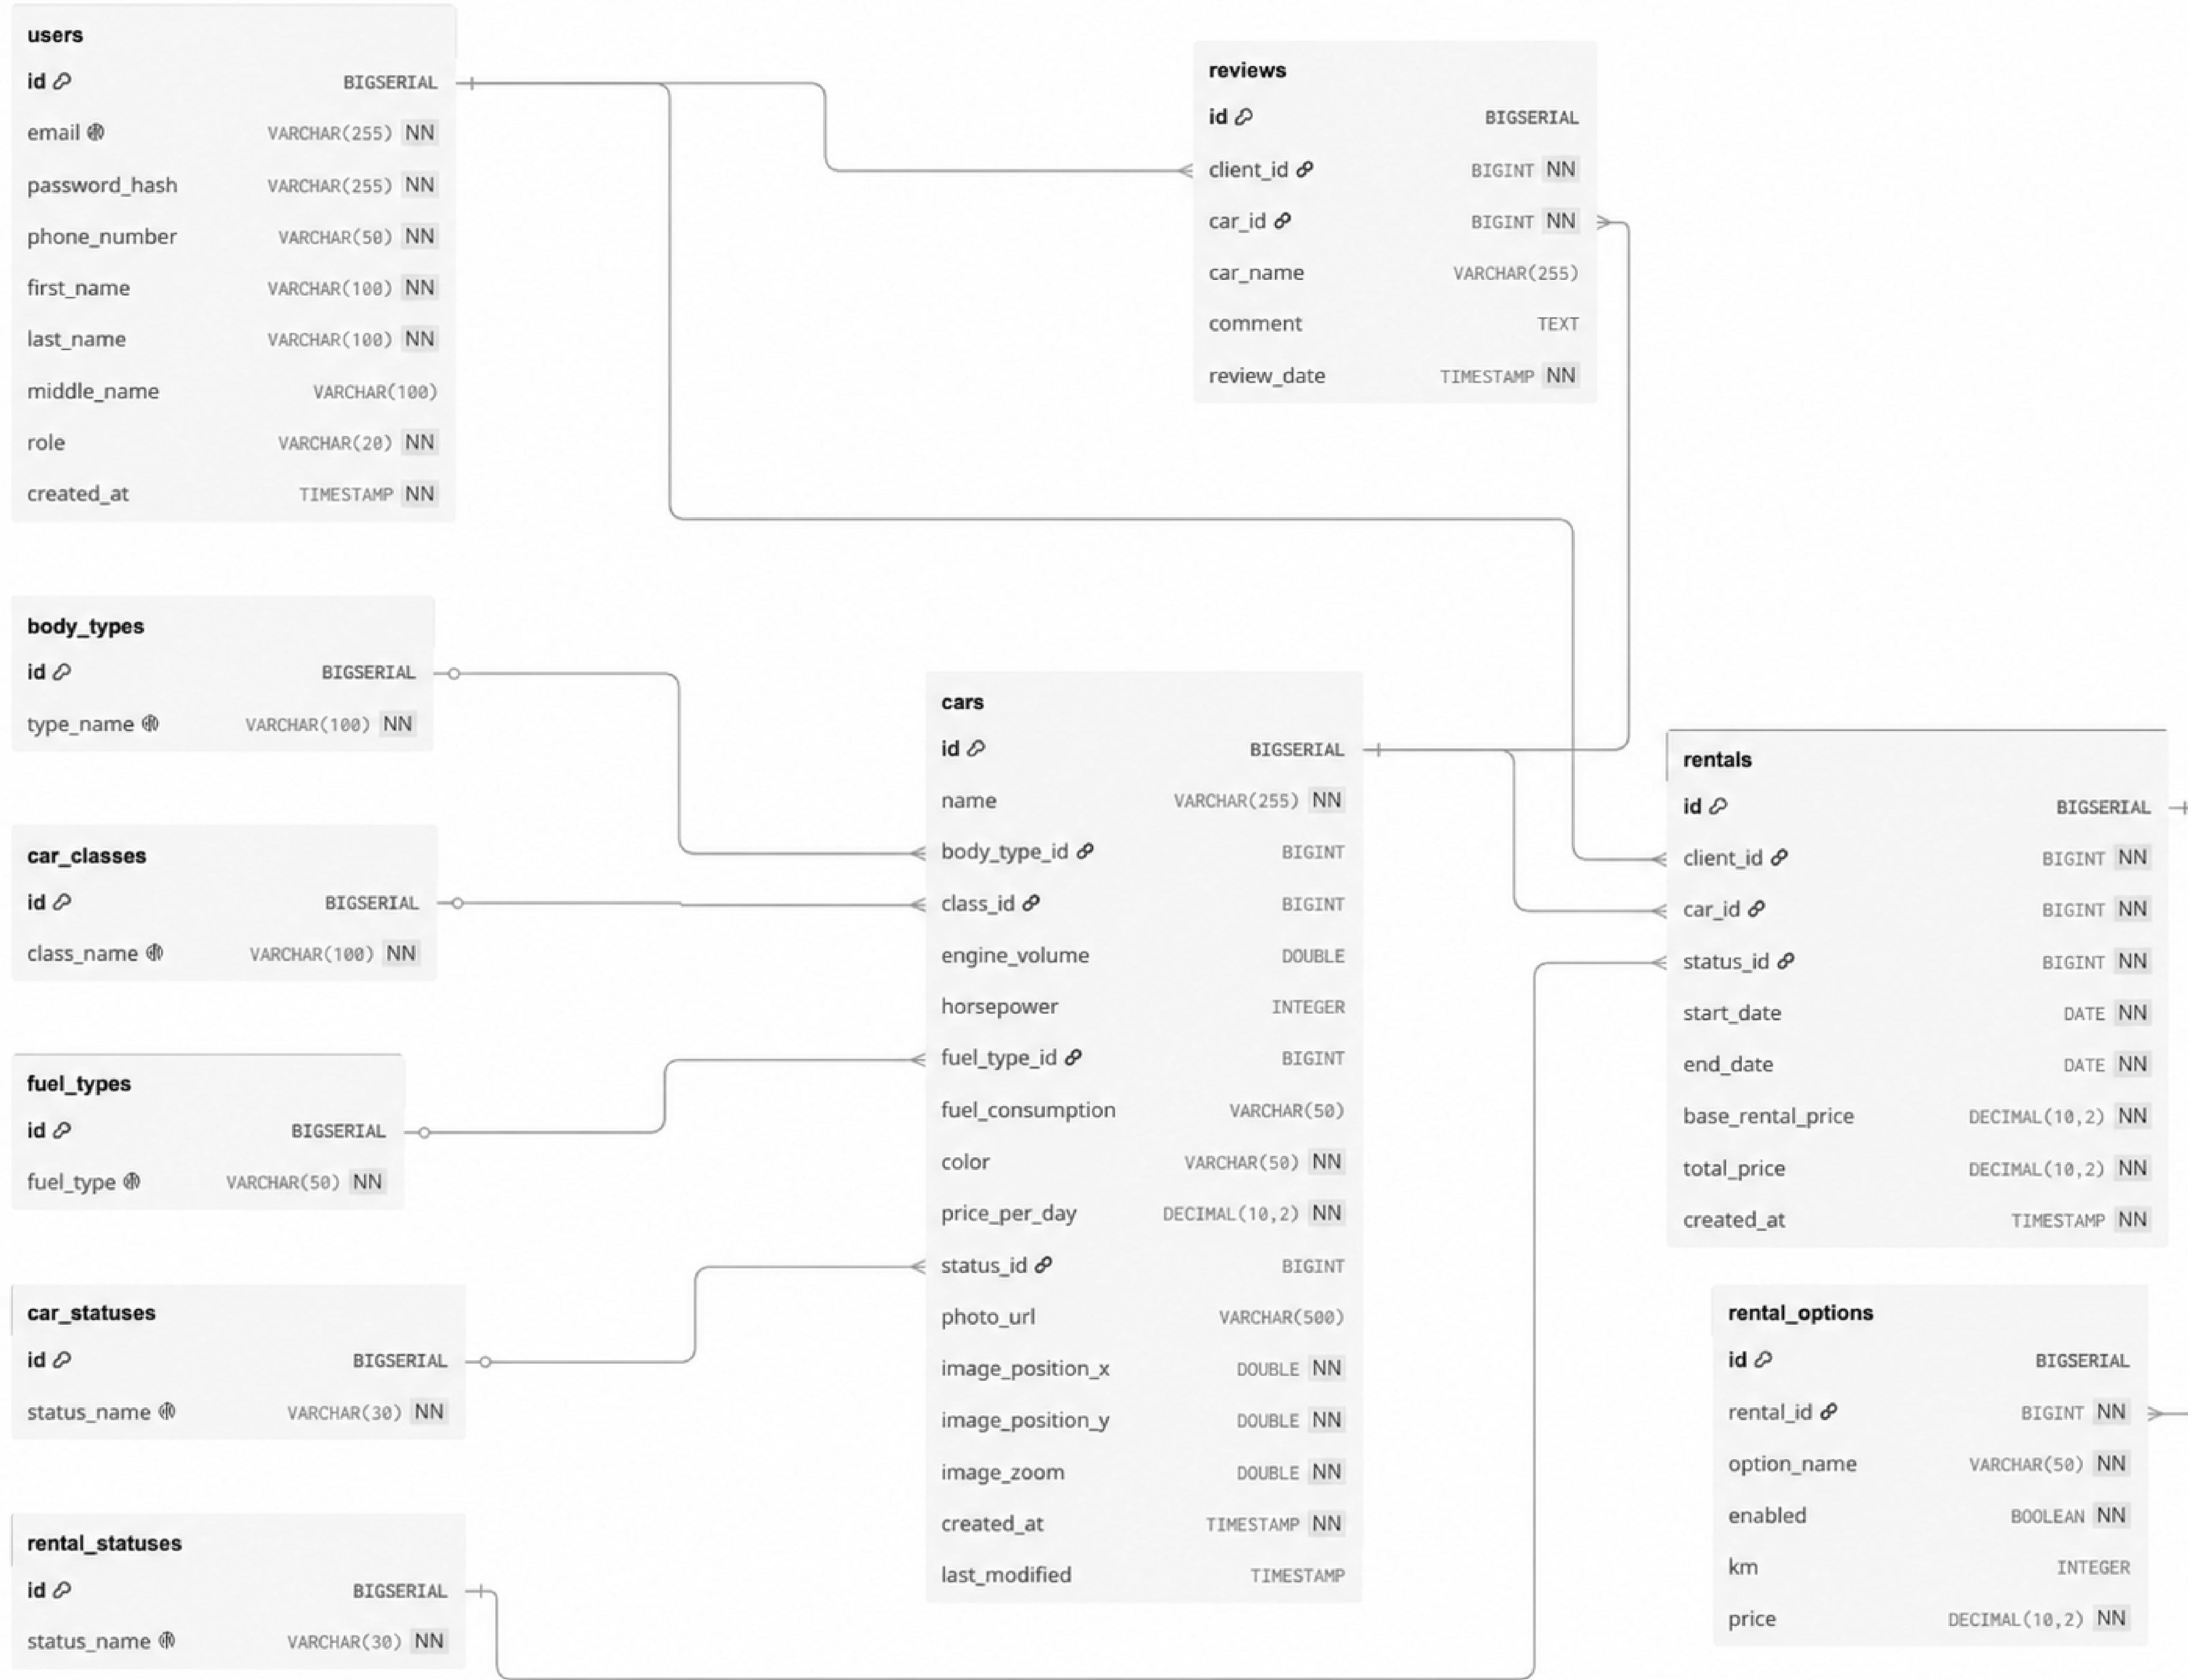 users
id BIGSERIAL
email VARCHAR(255) NN
password_hash VARCHAR(255) NN
phone_number VARCHAR(50) NN
first_name VARCHAR(100) NN
last_name VARCHAR(100) NN
middle_name VARCHAR(100)
role VARCHAR(20) NN
created_at TIMESTAMP NN
reviews
id BIGSERIAL
client_id BIGINT NN
car_id BIGINT NN
car_name VARCHAR(255)
comment TEXT
review_date TIMESTAMP NN
body_types
id BIGSERIAL
type_name VARCHAR(100) NN
car_classes
id BIGSERIAL
class_name VARCHAR(100) NN
fuel_types
id BIGSERIAL
fuel_type VARCHAR(50) NN
car_statuses
id BIGSERIAL
status_name VARCHAR(30) NN
rental_statuses
id BIGSERIAL
status_name VARCHAR(30) NN
cars
id BIGSERIAL
name VARCHAR(255) NN
body_type_id BIGINT
class_id BIGINT
engine_volume DOUBLE
horsepower INTEGER
fuel_type_id BIGINT
fuel_consumption VARCHAR(50)
color VARCHAR(50) NN
price_per_day DECIMAL(10,2) NN
status_id BIGINT
photo_url VARCHAR(500)
image_position_x DOUBLE NN
image_position_y DOUBLE NN
image_zoom DOUBLE NN
created_at TIMESTAMP NN
last_modified TIMESTAMP
rentals
id BIGSERIAL
client_id BIGINT NN
car_id BIGINT NN
status_id BIGINT NN
start_date DATE NN
end_date DATE NN
base_rental_price DECIMAL(10,2) NN
total_price DECIMAL(10,2) NN
created_at TIMESTAMP NN
rental_options
id BIGSERIAL
rental_id BIGINT NN
option_name VARCHAR(50) NN
enabled BOOLEAN NN
km INTEGER
price DECIMAL(10,2) NN